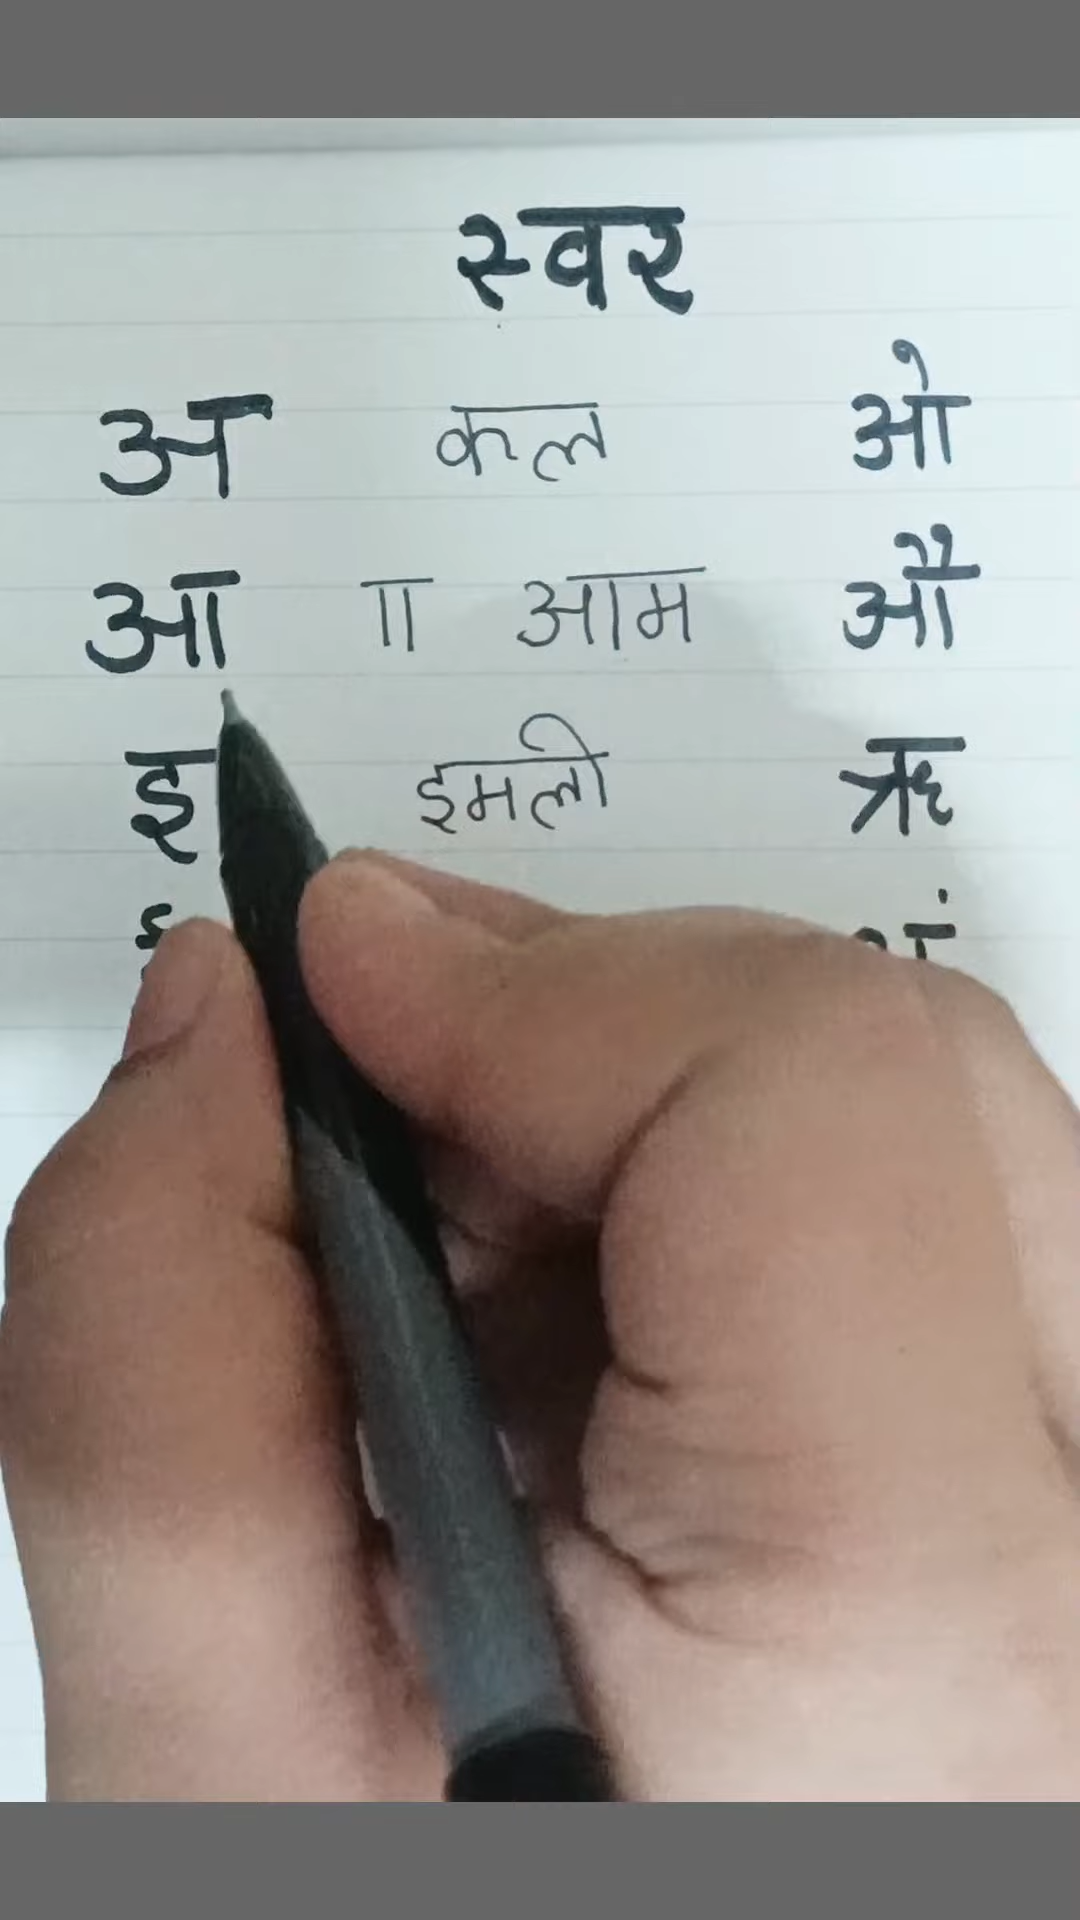 स्वर
अ कल ओ
आ ा आम औ
इ इमली ऋ